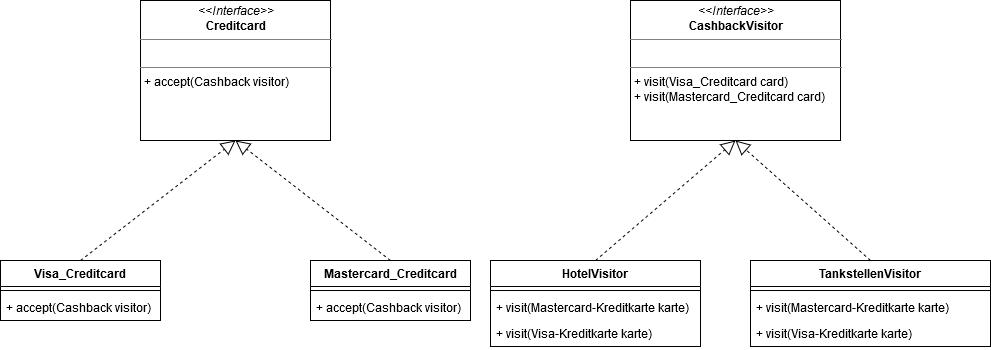 <<Interface>>
Creditcard
+ accept(Cashback visitor)
<<Interface>>
CashbackVisitor
+ visit(Visa_Creditcard card)
+ visit(Mastercard_Creditcard card)
Visa_Creditcard
+ accept(Cashback visitor)
Mastercard_Creditcard
+ accept(Cashback visitor)
HotelVisitor
+ visit(Mastercard-Kreditkarte karte)
+ visit(Visa-Kreditkarte karte)
TankstellenVisitor
+ visit(Mastercard-Kreditkarte karte)
+ visit(Visa-Kreditkarte karte)